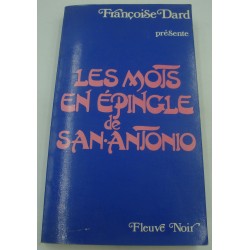 Françoise Dard
présente
LES MOTS
EN ÉPINGLE
de
SAN-ANTONIO
Fleuve Noir